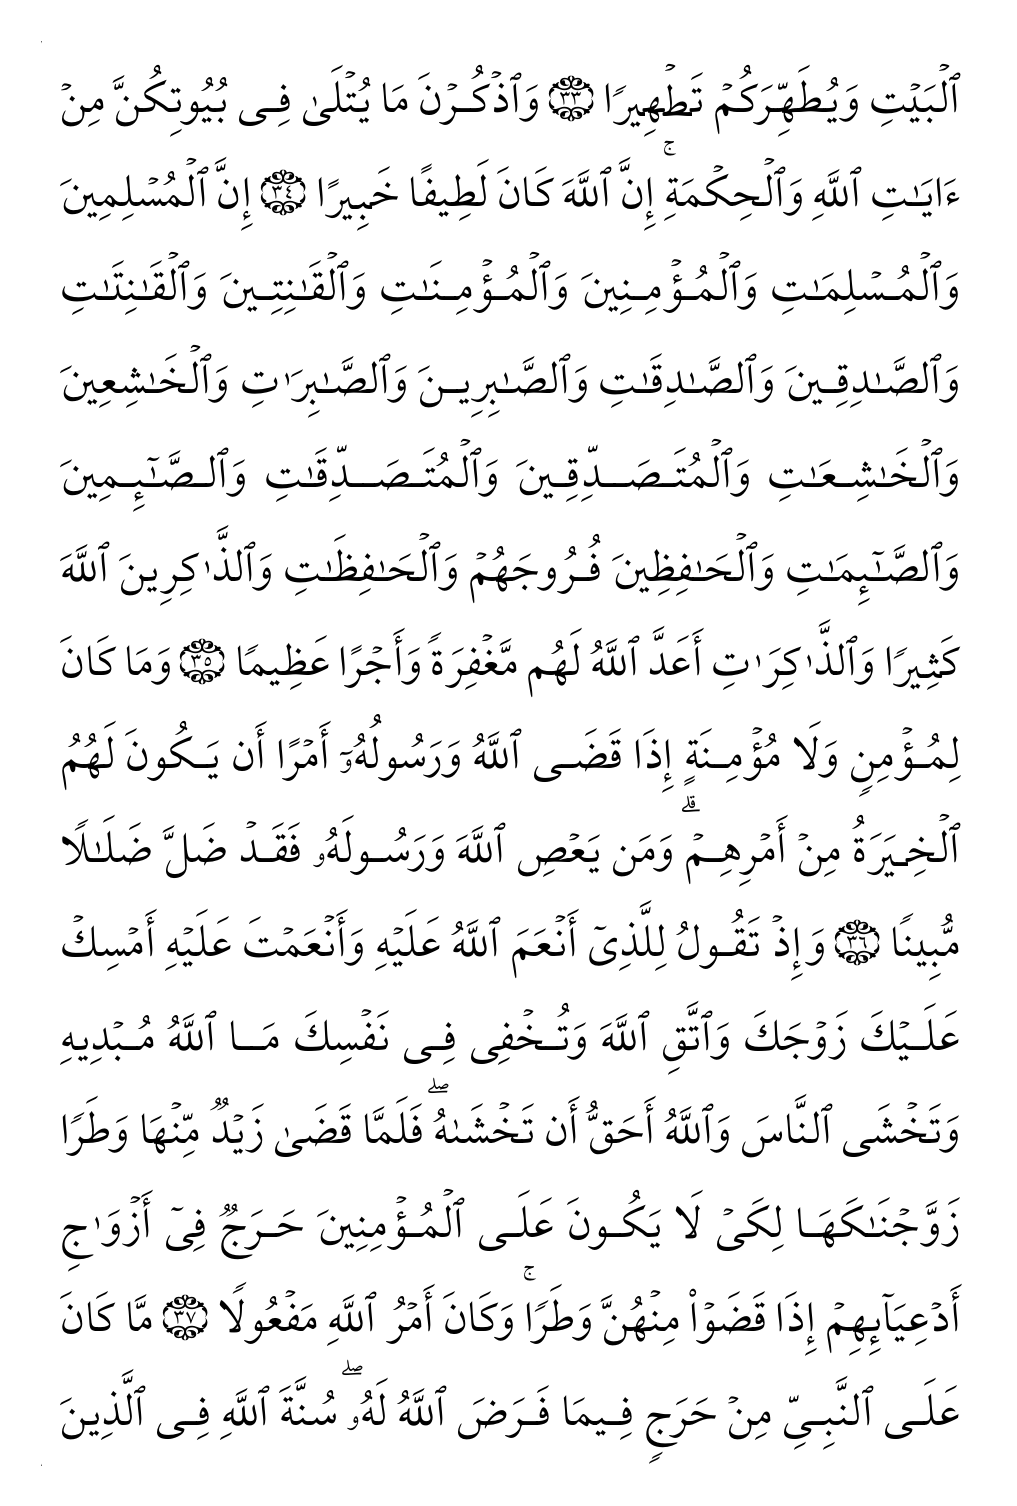 ٱلۡبَيۡتِ وَيُطَهِّرَكُمۡ تَطۡهِيرٗا ٣٣ وَٱذۡكُرۡنَ مَا يُتۡلَىٰ فِي بُيُوتِكُنَّ مِنۡ
ءَايَٰتِ ٱللَّهِ وَٱلۡحِكۡمَةِۚ إِنَّ ٱللَّهَ كَانَ لَطِيفًا خَبِيرًا ٣٤ إِنَّ ٱلۡمُسۡلِمِينَ
وَٱلۡمُسۡلِمَٰتِ وَٱلۡمُؤۡمِنِينَ وَٱلۡمُؤۡمِنَٰتِ وَٱلۡقَٰنِتِينَ وَٱلۡقَٰنِتَٰتِ
وَٱلصَّٰدِقِينَ وَٱلصَّٰدِقَٰتِ وَٱلصَّٰبِرِينَ وَٱلصَّٰبِرَٰتِ وَٱلۡخَٰشِعِينَ
وَٱلۡخَٰشِعَٰتِ وَٱلۡمُتَصَدِّقِينَ وَٱلۡمُتَصَدِّقَٰتِ وَٱلصَّٰٓئِمِينَ
وَٱلصَّٰٓئِمَٰتِ وَٱلۡحَٰفِظِينَ فُرُوجَهُمۡ وَٱلۡحَٰفِظَٰتِ وَٱلذَّٰكِرِينَ ٱللَّهَ
كَثِيرٗا وَٱلذَّٰكِرَٰتِ أَعَدَّ ٱللَّهُ لَهُم مَّغۡفِرَةٗ وَأَجۡرًا عَظِيمٗا ٣٥ وَمَا كَانَ
لِمُؤۡمِنٖ وَلَا مُؤۡمِنَةٍ إِذَا قَضَى ٱللَّهُ وَرَسُولُهُۥٓ أَمۡرًا أَن يَكُونَ لَهُمُ
ٱلۡخِيَرَةُ مِنۡ أَمۡرِهِمۡۗ وَمَن يَعۡصِ ٱللَّهَ وَرَسُولَهُۥ فَقَدۡ ضَلَّ ضَلَٰلٗا
مُّبِينٗا ٣٦ وَإِذۡ تَقُولُ لِلَّذِيٓ أَنۡعَمَ ٱللَّهُ عَلَيۡهِ وَأَنۡعَمۡتَ عَلَيۡهِ أَمۡسِكۡ
عَلَيۡكَ زَوۡجَكَ وَٱتَّقِ ٱللَّهَ وَتُخۡفِي فِي نَفۡسِكَ مَا ٱللَّهُ مُبۡدِيهِ
وَتَخۡشَى ٱلنَّاسَ وَٱللَّهُ أَحَقُّ أَن تَخۡشَىٰهُۖ فَلَمَّا قَضَىٰ زَيۡدٞ مِّنۡهَا وَطَرٗا
زَوَّجۡنَٰكَهَا لِكَيۡ لَا يَكُونَ عَلَى ٱلۡمُؤۡمِنِينَ حَرَجٞ فِيٓ أَزۡوَٰجِ
أَدۡعِيَآئِهِمۡ إِذَا قَضَوۡاْ مِنۡهُنَّ وَطَرٗاۚ وَكَانَ أَمۡرُ ٱللَّهِ مَفۡعُولٗا ٣٧ مَّا كَانَ
عَلَى ٱلنَّبِيِّ مِنۡ حَرَجٖ فِيمَا فَرَضَ ٱللَّهُ لَهُۥۖ سُنَّةَ ٱللَّهِ فِي ٱلَّذِينَ